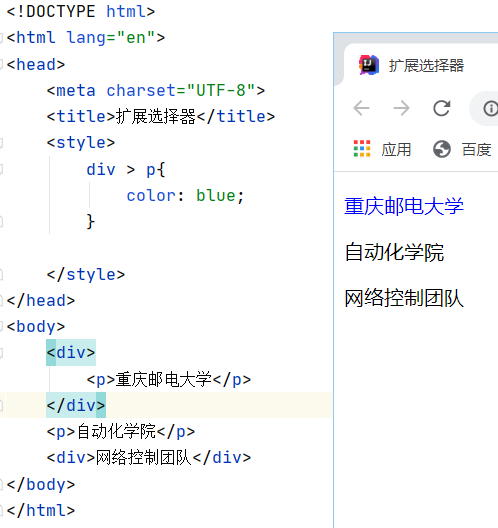 <!DOCTYPE html>
<html lang="en">
<head>
    <meta charset="UTF-8">
    <title>扩展选择器</title>
    <style>
        div > p{
            color: blue;
        }

    </style>
</head>
<body>
    <div>
        <p>重庆邮电大学</p>
    </div>
    <p>自动化学院</p>
    <div>网络控制团队</div>
</body>
</html>
扩展选择器
应用 百度
重庆邮电大学
自动化学院
网络控制团队